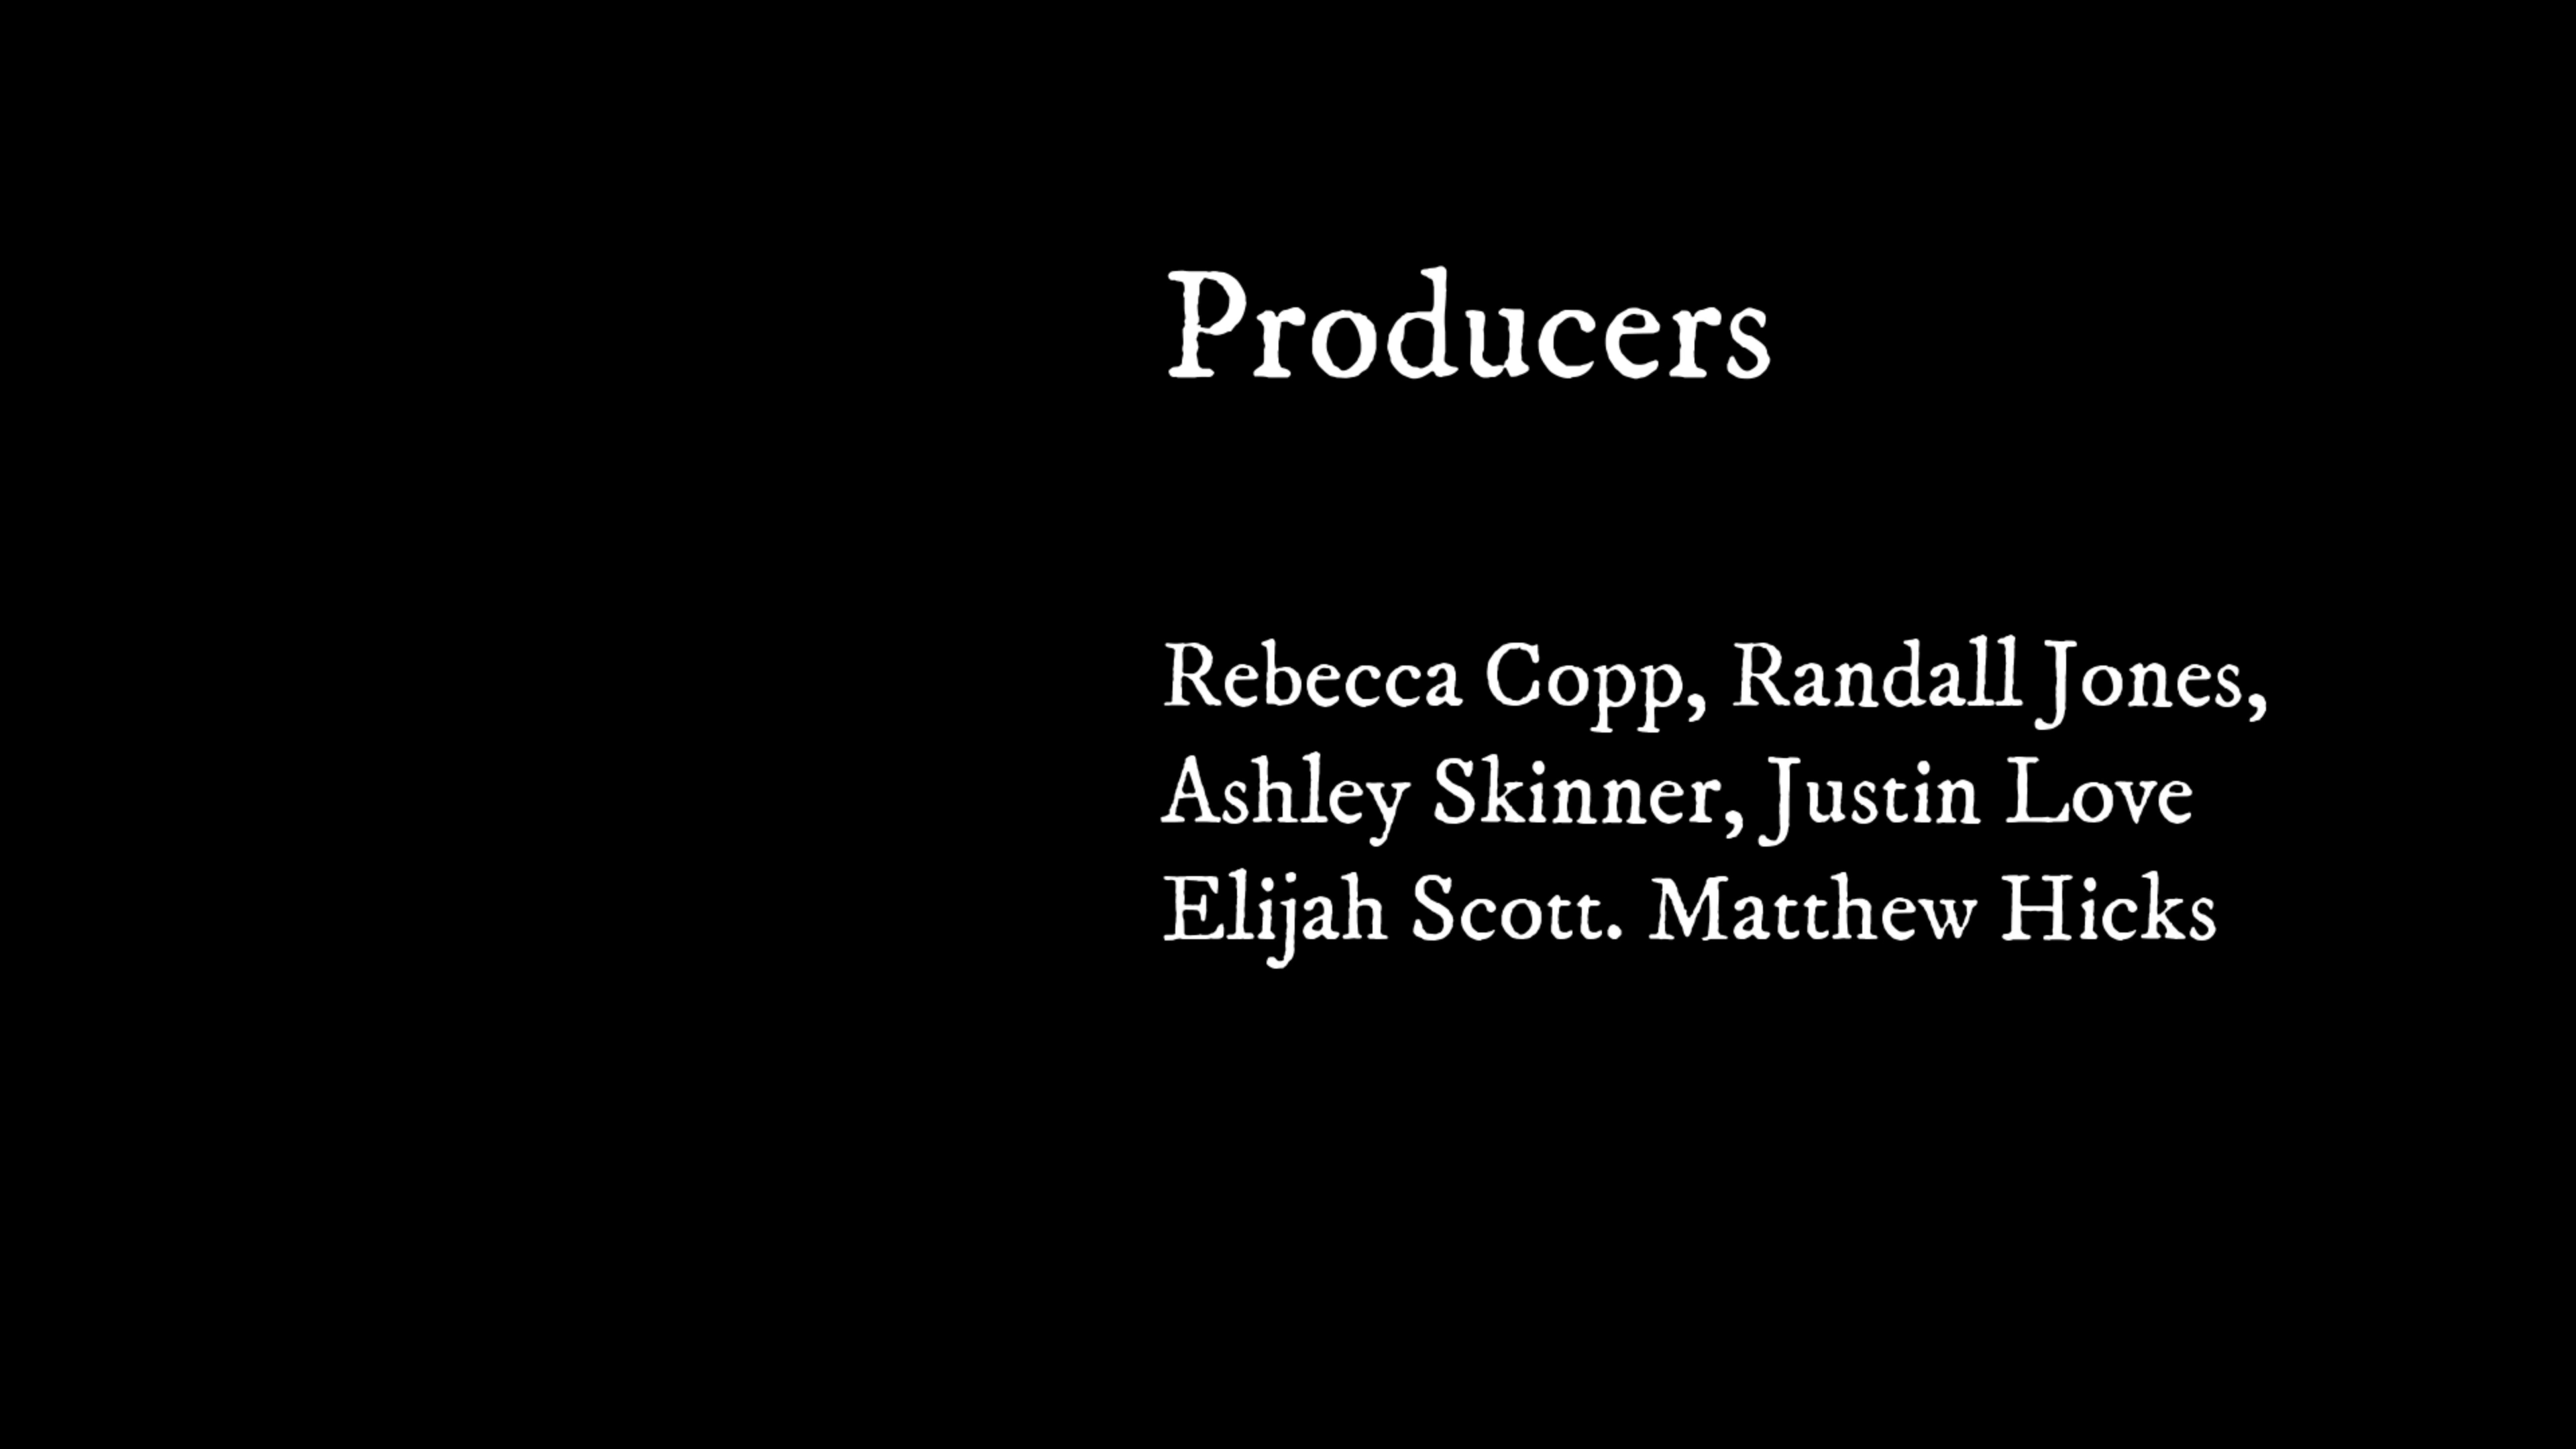 Producers
Rebecca Copp, Randall Jones,
Ashley Skinner, Justin Love
Elijah Scott. Matthew Hicks